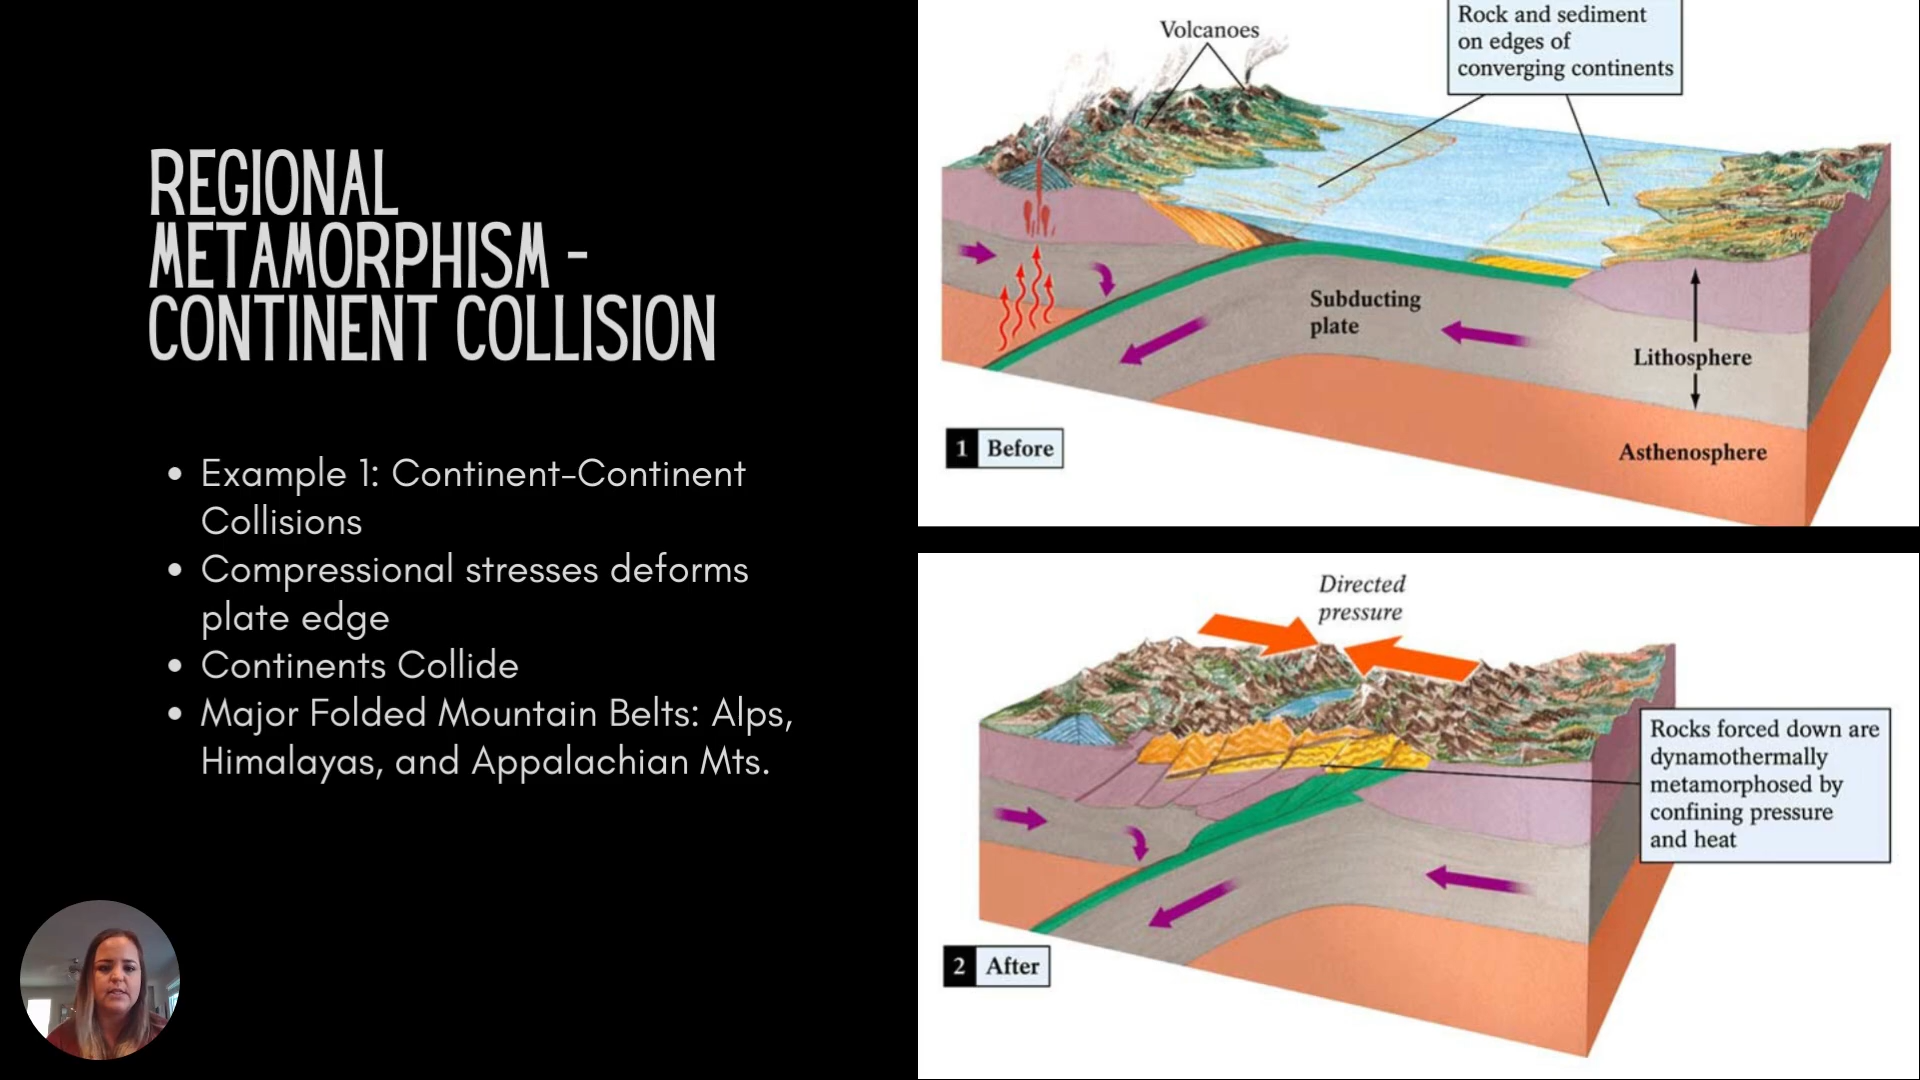 REGIONAL
METAMORPHISM -
CONTINENT COLLISION
• Example 1: Continent-Continent
Collisions
• Compressional stresses deforms
plate edge
• Continents Collide
• Major Folded Mountain Belts: Alps,
Himalayas, and Appalachian Mts.
Volcanoes
Rock and sediment
on edges of
converging continents
Subducting
plate
Lithosphere
Asthenosphere
1 Before
Directed
pressure
Rocks forced down are
dynamothermally
metamorphosed by
confining pressure
and heat
2 After